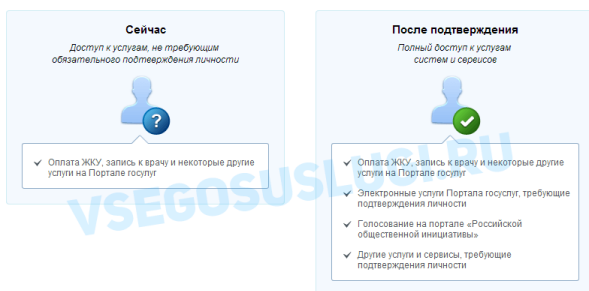 Сейчас
Доступ к услугам, не требующим
обязательного подтверждения личности
?
Оплата ЖКУ, запись к врачу и некоторые другие
услуги на Портале госуслуг
После подтверждения
Полный доступ к услугам
систем и сервисов
Оплата ЖКУ, запись к врачу и некоторые другие
услуги на Портале госуслуг
Электронные услуги Портала госуслуг, требующие
подтверждения личности
Голосование на портале «Российской
общественной инициативы»
Другие услуги и сервисы, требующие
подтверждения личности
VSEGOSUSLUGI.RU